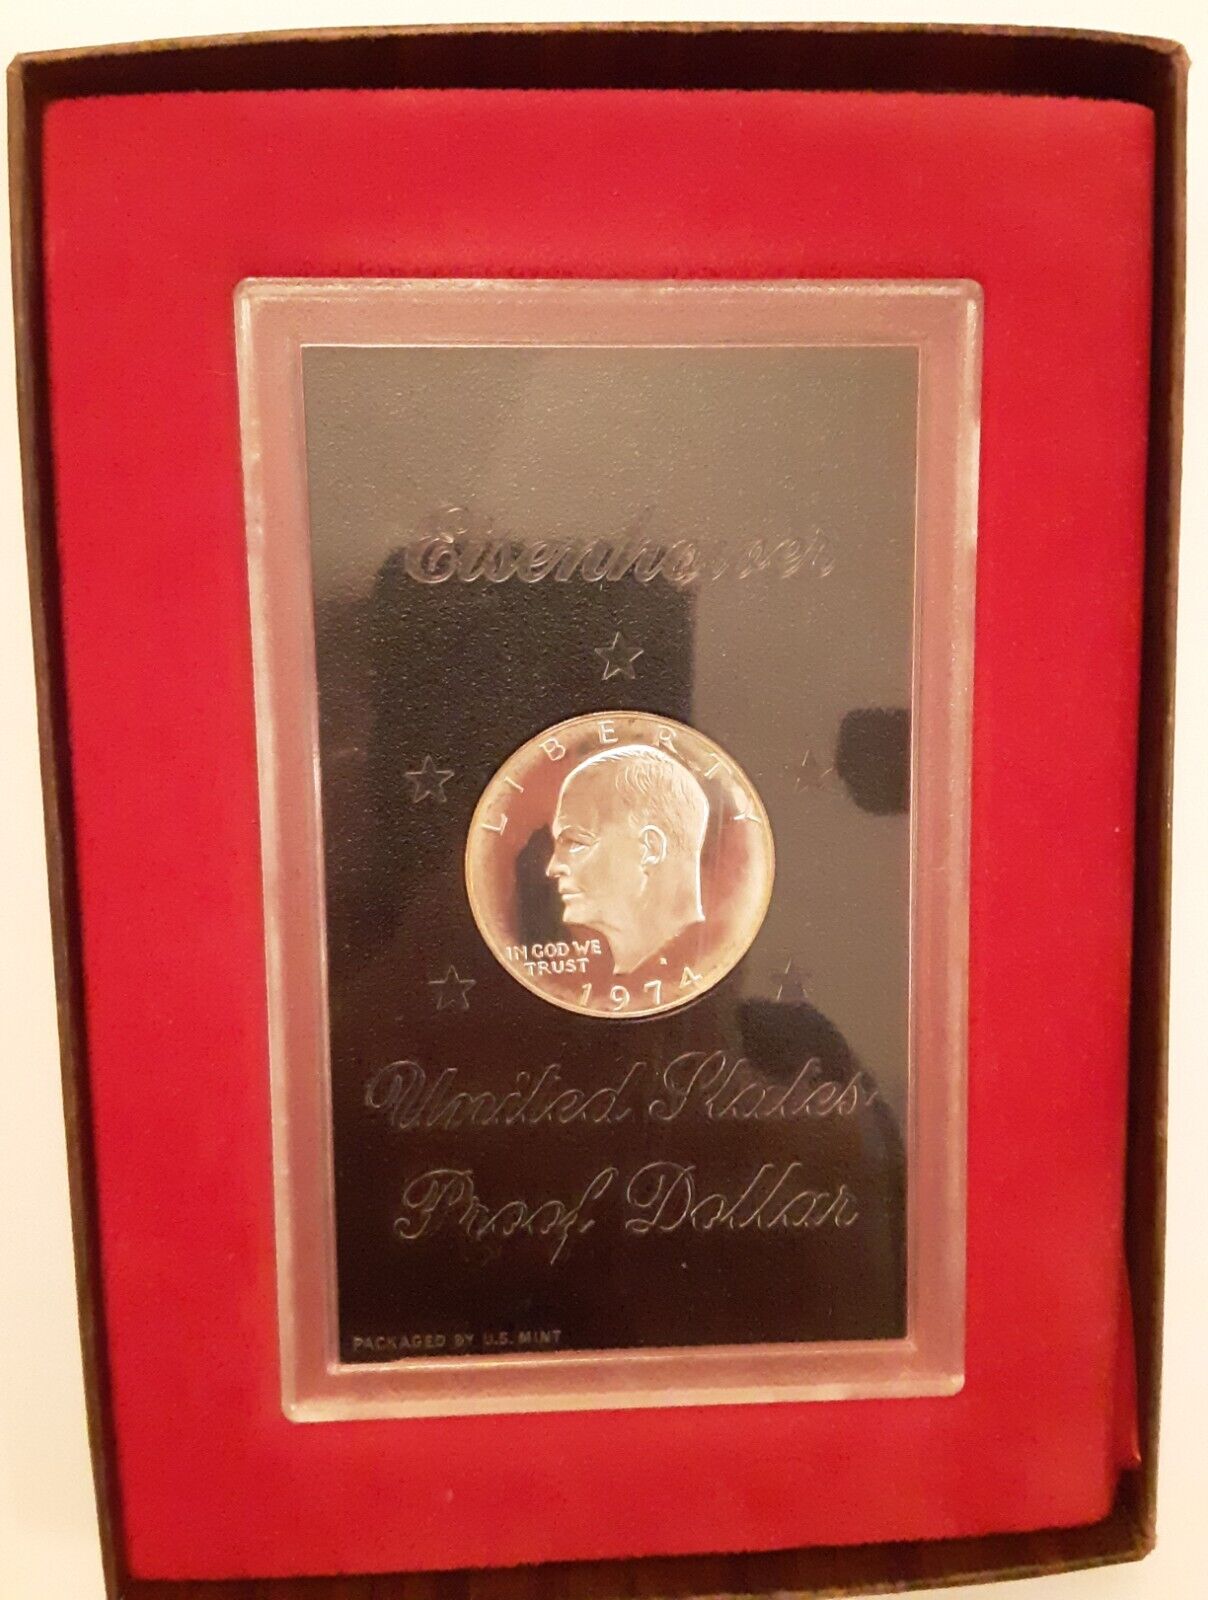 Eisenhower
LIBERTY
IN GOD WE
TRUST
1974
United States
Proof Dollar
PACKAGED BY U.S. MINT